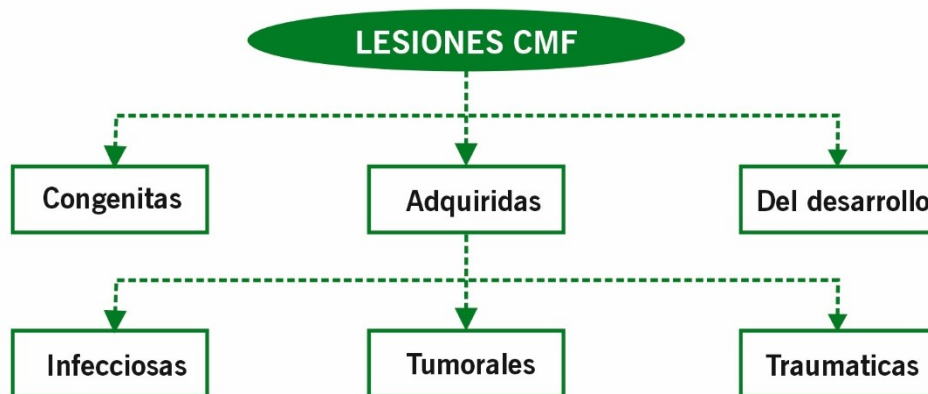 LESIONES CMF
Congenitas
Adquiridas
Del desarrollo
Infecciosas
Tumorales
Traumaticas